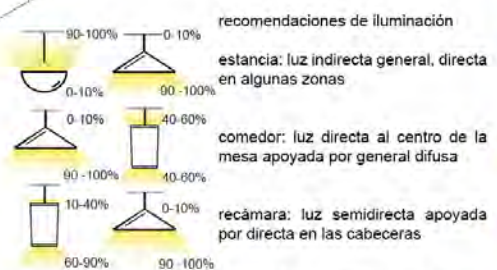 recomendaciones de iluminación
90-100%
0-10%
0-10%
90 -100%
estancia: luz indirecta general, directa
en algunas zonas
0-10%
40-60%
90 -100%
40-60%
comedor: luz directa al centro de la
mesa apoyada por general difusa
10-40%
0-10%
60-90%
90 -100%
recámara: luz semidirecta apoyada
por directa en las cabeceras